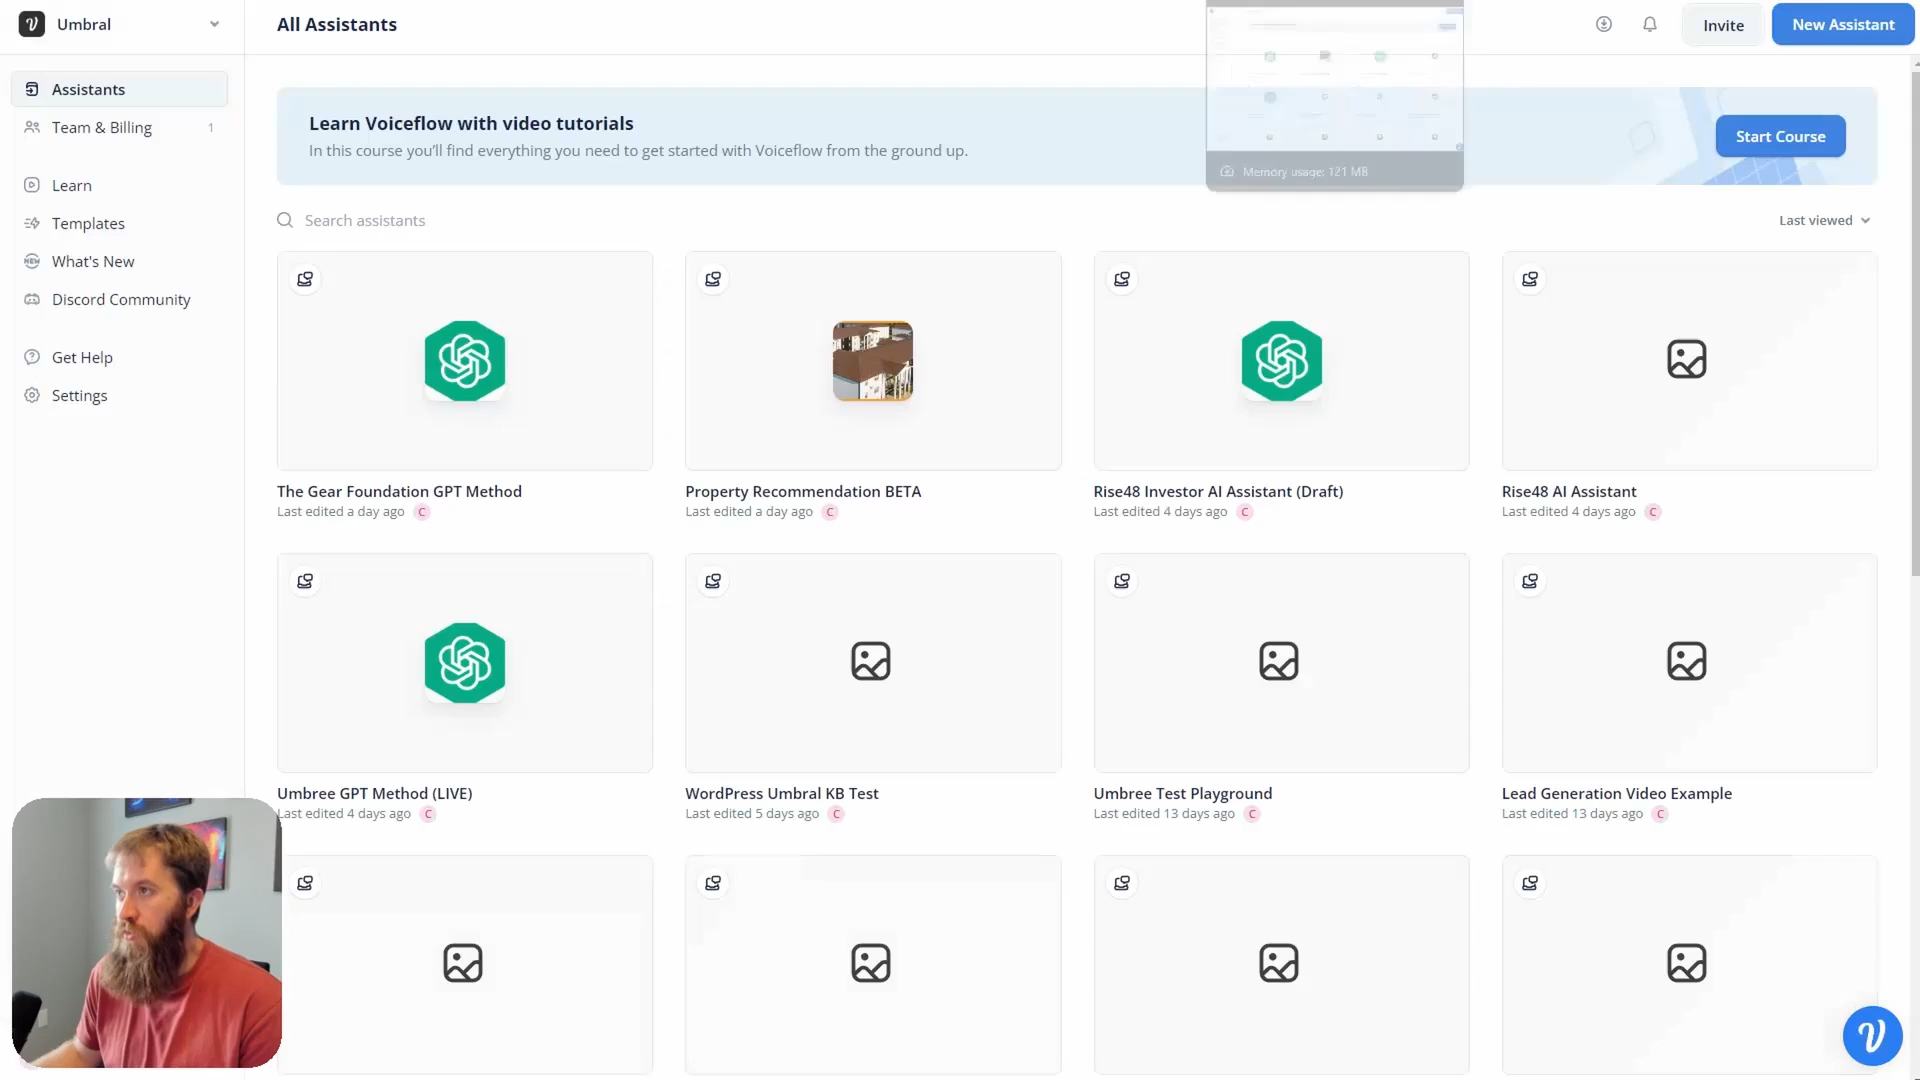 Umbral
All Assistants
Invite
New Assistant
Assistants
Team & Billing 1
Learn
Templates
What's New
NEW
Discord Community
Get Help
Settings
Learn Voiceflow with video tutorials
In this course you'll find everything you need to get started with Voiceflow from the ground up.
Start Course
Memory usage: 121 MB
Search assistants
Last viewed
The Gear Foundation GPT Method
Last edited a day ago C
Property Recommendation BETA
Last edited a day ago C
Rise48 Investor AI Assistant (Draft)
Last edited 4 days ago C
Rise48 AI Assistant
Last edited 4 days ago C
Umbree GPT Method (LIVE)
Last edited 4 days ago C
WordPress Umbral KB Test
Last edited 5 days ago C
Umbree Test Playground
Last edited 13 days ago C
Lead Generation Video Example
Last edited 13 days ago C